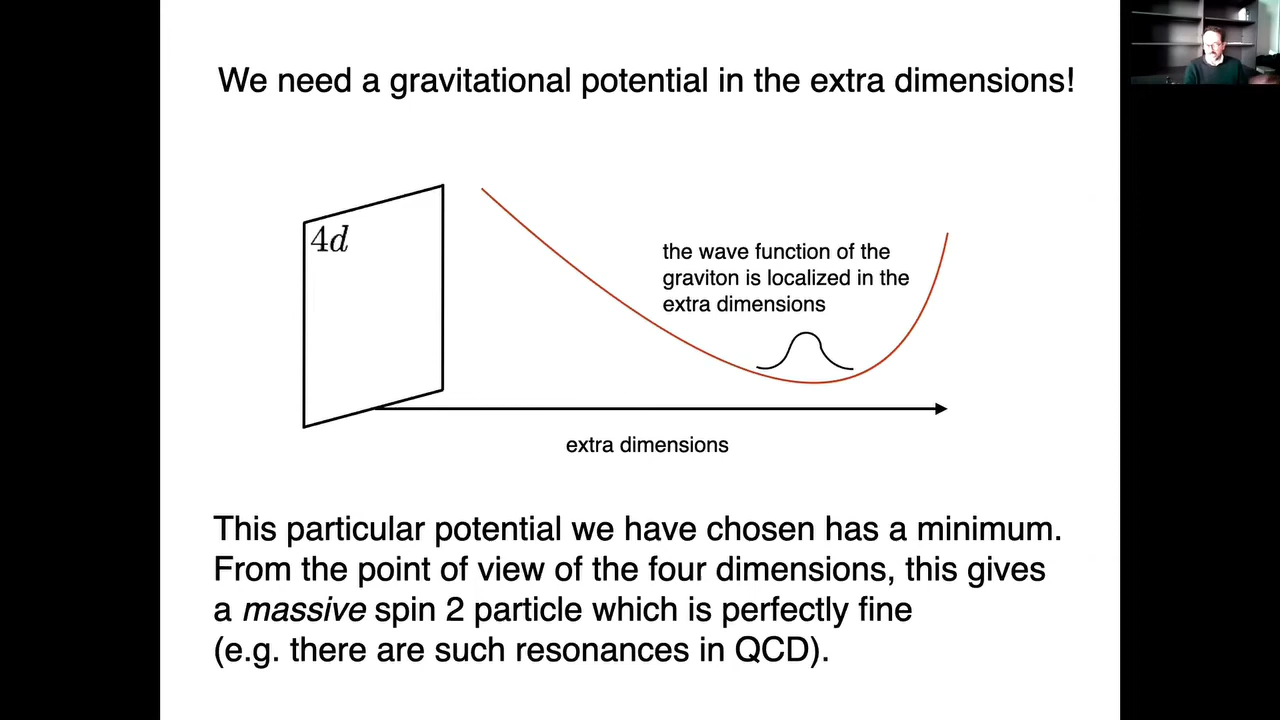 We need a gravitational potential in the extra dimensions!
4d
the wave function of the
graviton is localized in the
extra dimensions
extra dimensions
This particular potential we have chosen has a minimum.
From the point of view of the four dimensions, this gives
a massive spin 2 particle which is perfectly fine
(e.g. there are such resonances in QCD).